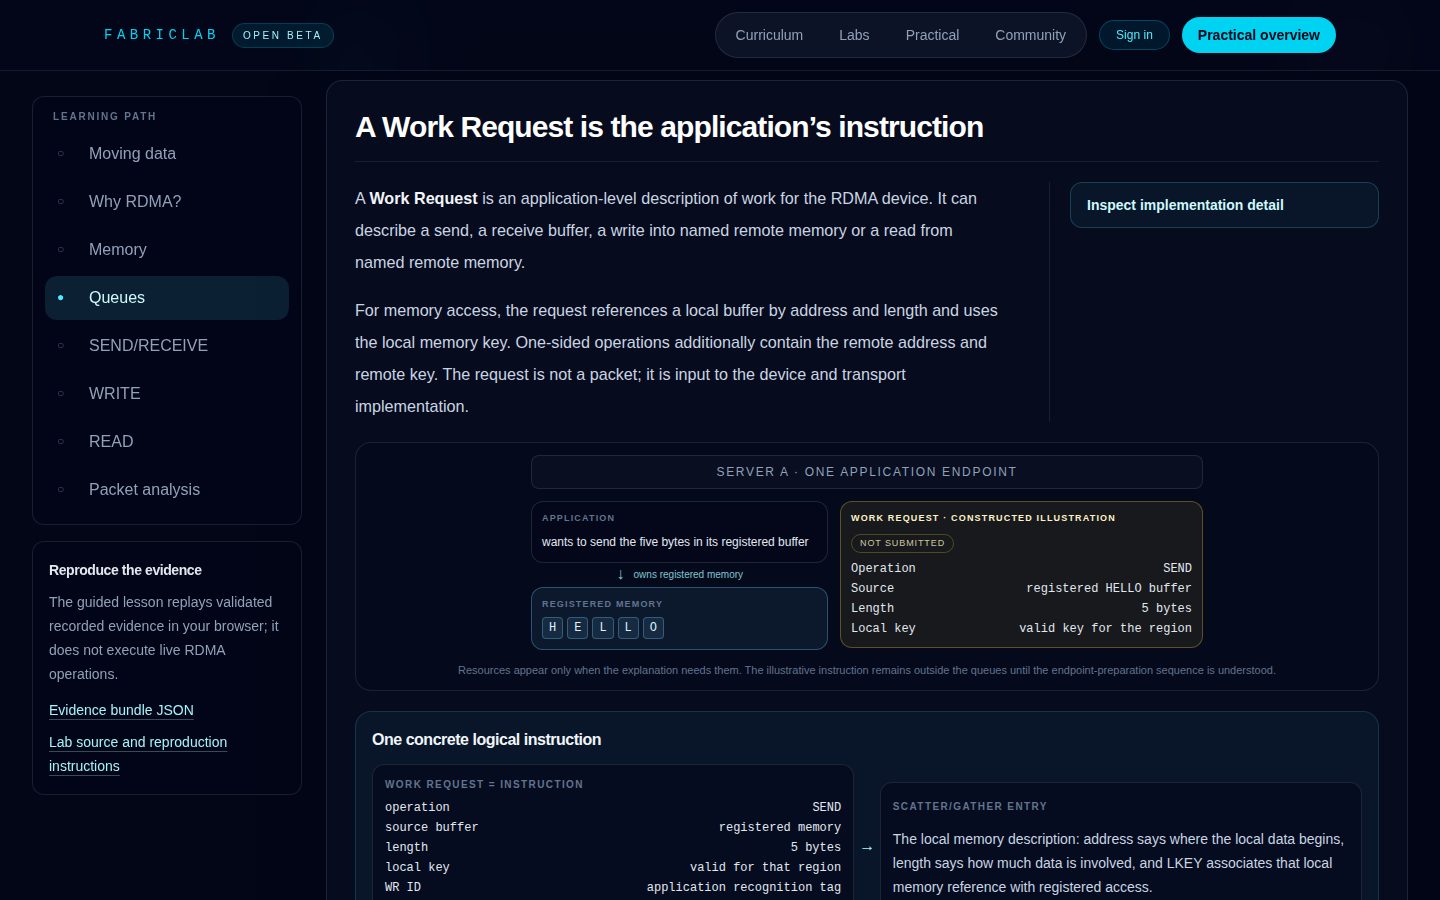 FABRICLAB
OPEN BETA
Curriculum
Labs
Practical
Community
Sign in
Practical overview
LEARNING PATH
Moving data
Why RDMA?
Memory
Queues
SEND/RECEIVE
WRITE
READ
Packet analysis
Reproduce the evidence
The guided lesson replays validated
recorded evidence in your browser; it
does not execute live RDMA
operations.
Evidence bundle JSON
Lab source and reproduction
instructions
A Work Request is the application’s instruction
A Work Request is an application-level description of work for the RDMA device. It can
describe a send, a receive buffer, a write into named remote memory or a read from
named remote memory.
For memory access, the request references a local buffer by address and length and uses
the local memory key. One-sided operations additionally contain the remote address and
remote key. The request is not a packet; it is input to the device and transport
implementation.
Inspect implementation detail
SERVER A · ONE APPLICATION ENDPOINT
APPLICATION
wants to send the five bytes in its registered buffer
↓ owns registered memory
REGISTERED MEMORY
H E L L O
WORK REQUEST · CONSTRUCTED ILLUSTRATION
NOT SUBMITTED
Operation SEND
Source registered HELLO buffer
Length 5 bytes
Local key valid key for the region
Resources appear only when the explanation needs them. The illustrative instruction remains outside the queues until the endpoint-preparation sequence is understood.
One concrete logical instruction
WORK REQUEST = INSTRUCTION
operation SEND
source buffer registered memory
length 5 bytes
local key valid for that region
WR ID application recognition tag
→
SCATTER/GATHER ENTRY
The local memory description: address says where the local data begins,
length says how much data is involved, and LKEY associates that local
memory reference with registered access.